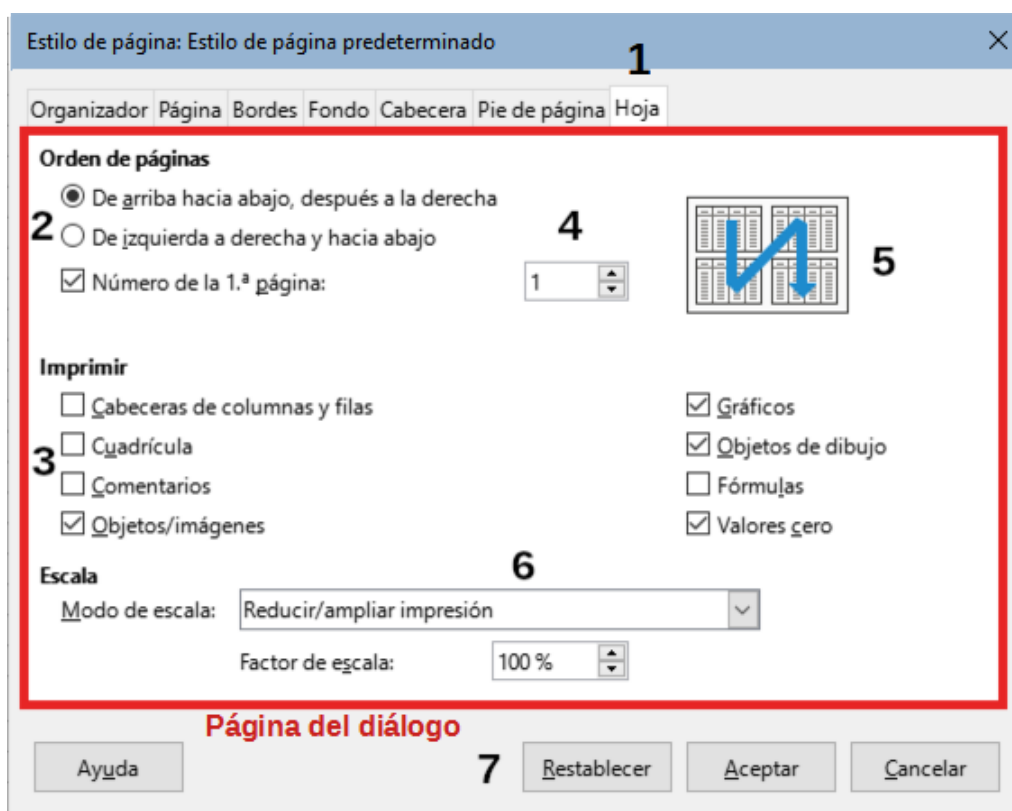 Estilo de página: Estilo de página predeterminado
1
Organizador Página Bordes Fondo Cabecera Pie de página Hoja
Orden de páginas
De arriba hacia abajo, después a la derecha
2
De izquierda a derecha y hacia abajo
4
5
Número de la 1.ª página: 1
Imprimir
Cabeceras de columnas y filas
Gráficos
Cuadrícula
Objetos de dibujo
3
Comentarios
Fórmulas
Objetos/imágenes
Valores cero
6
Escala
Modo de escala: Reducir/ampliar impresión
Factor de escala: 100 %
Página del diálogo
Ayuda 7 Restablecer Aceptar Cancelar